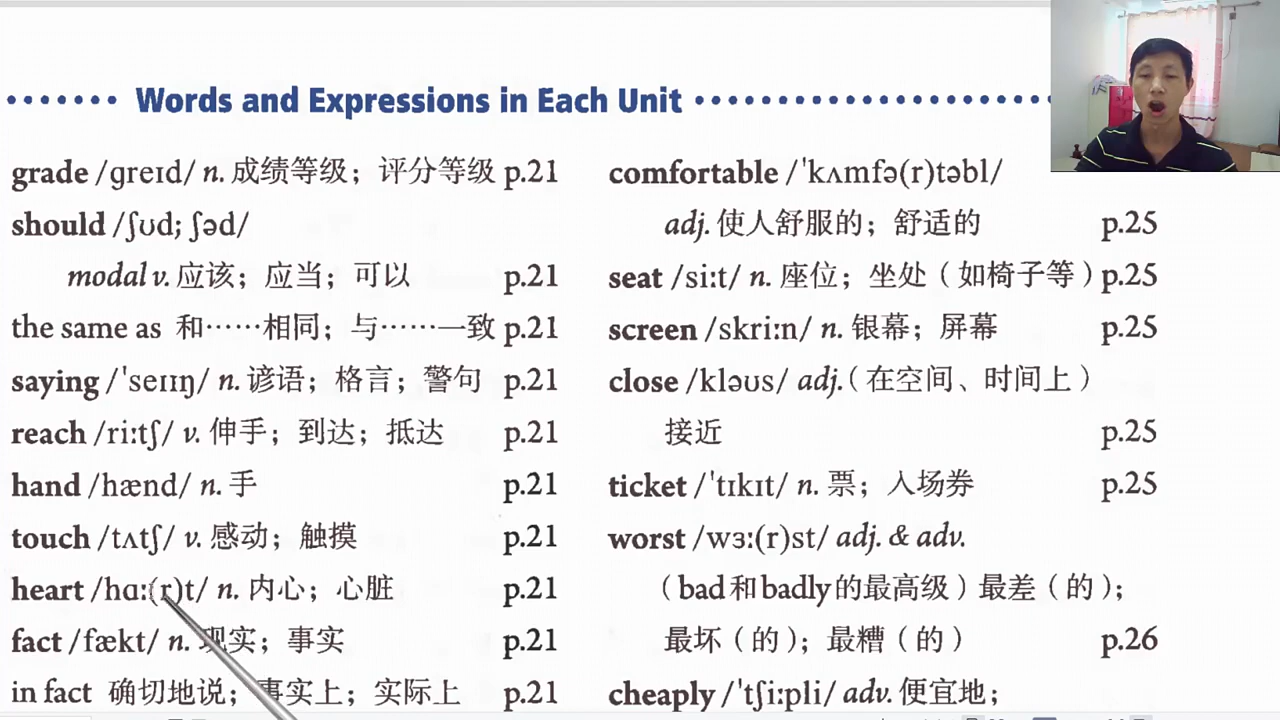 Words and Expressions in Each Unit
grade /ɡreɪd/ n. 成绩等级；评分等级 p.21
should /ʃʊd; ʃəd/
modal v. 应该；应当；可以 p.21
the same as 和……相同；与……一致 p.21
saying /ˈseɪɪŋ/ n. 谚语；格言；警句 p.21
reach /riːtʃ/ v. 伸手；到达；抵达 p.21
hand /hænd/ n. 手 p.21
touch /tʌtʃ/ v. 感动；触摸 p.21
heart /hɑː(r)t/ n. 内心；心脏 p.21
fact /fækt/ n. 现实；事实 p.21
in fact 确切地说；事实上；实际上 p.21
comfortable /ˈkʌmfə(r)təbl/
adj. 使人舒服的；舒适的 p.25
seat /siːt/ n. 座位；坐处（如椅子等）p.25
screen /skriːn/ n. 银幕；屏幕 p.25
close /kləʊs/ adj.（在空间、时间上）
接近 p.25
ticket /ˈtɪkɪt/ n. 票；入场券 p.25
worst /wɜː(r)st/ adj. & adv.
（bad和badly的最高级）最差（的）；
最坏（的）；最糟（的） p.26
cheaply /ˈtʃiːpli/ adv. 便宜地；